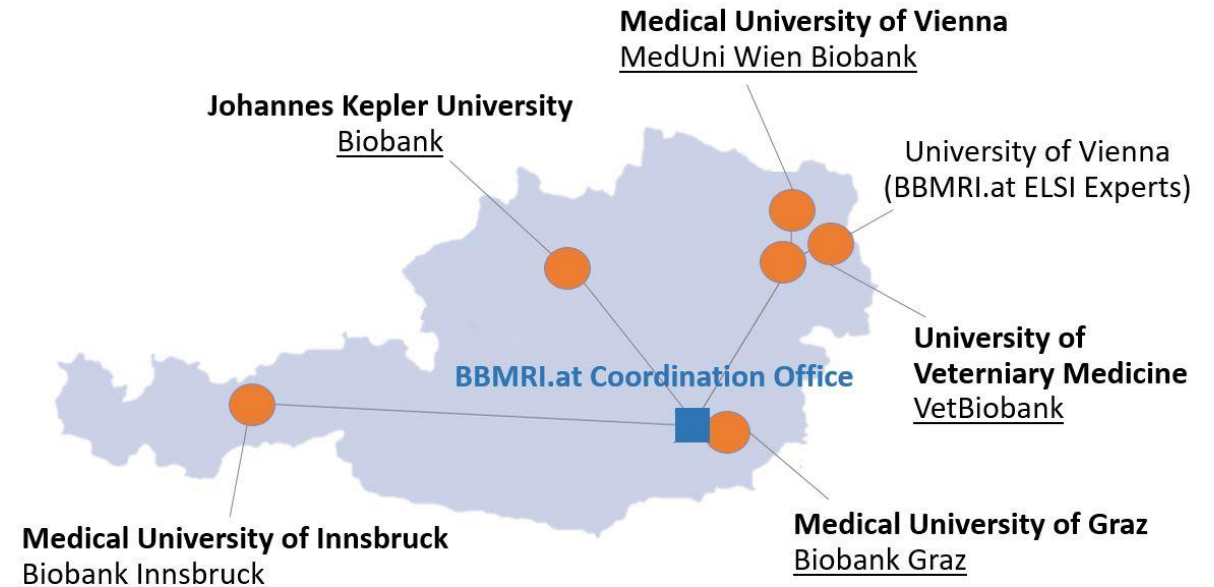 Medical University of Vienna
MedUni Wien Biobank
Johannes Kepler University
Biobank
University of Vienna
(BBMRI.at ELSI Experts)
University of
Veterniary Medicine
VetBiobank
BBMRI.at Coordination Office
Medical University of Graz
Biobank Graz
Medical University of Innsbruck
Biobank Innsbruck